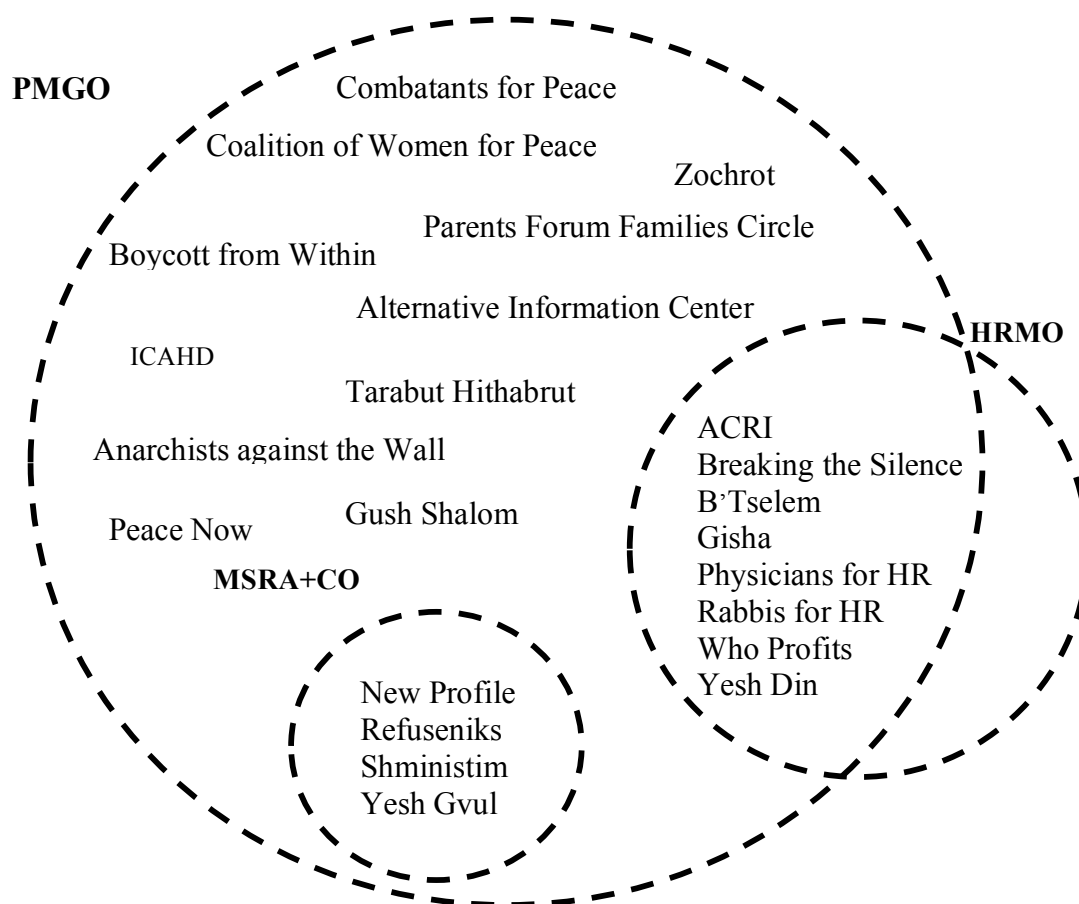 PMGO
Combatants for Peace
Coalition of Women for Peace
Zochrot
Parents Forum Families Circle
Boycott from Within
Alternative Information Center
HRMO
ICAHD
Tarabut Hithabrut
ACRI
Anarchists against the Wall
Breaking the Silence
B’Tselem
Gush Shalom
Peace Now
Gisha
MSRA+CO
Physicians for HR
Rabbis for HR
Who Profits
Yesh Din
New Profile
Refuseniks
Shministim
Yesh Gvul